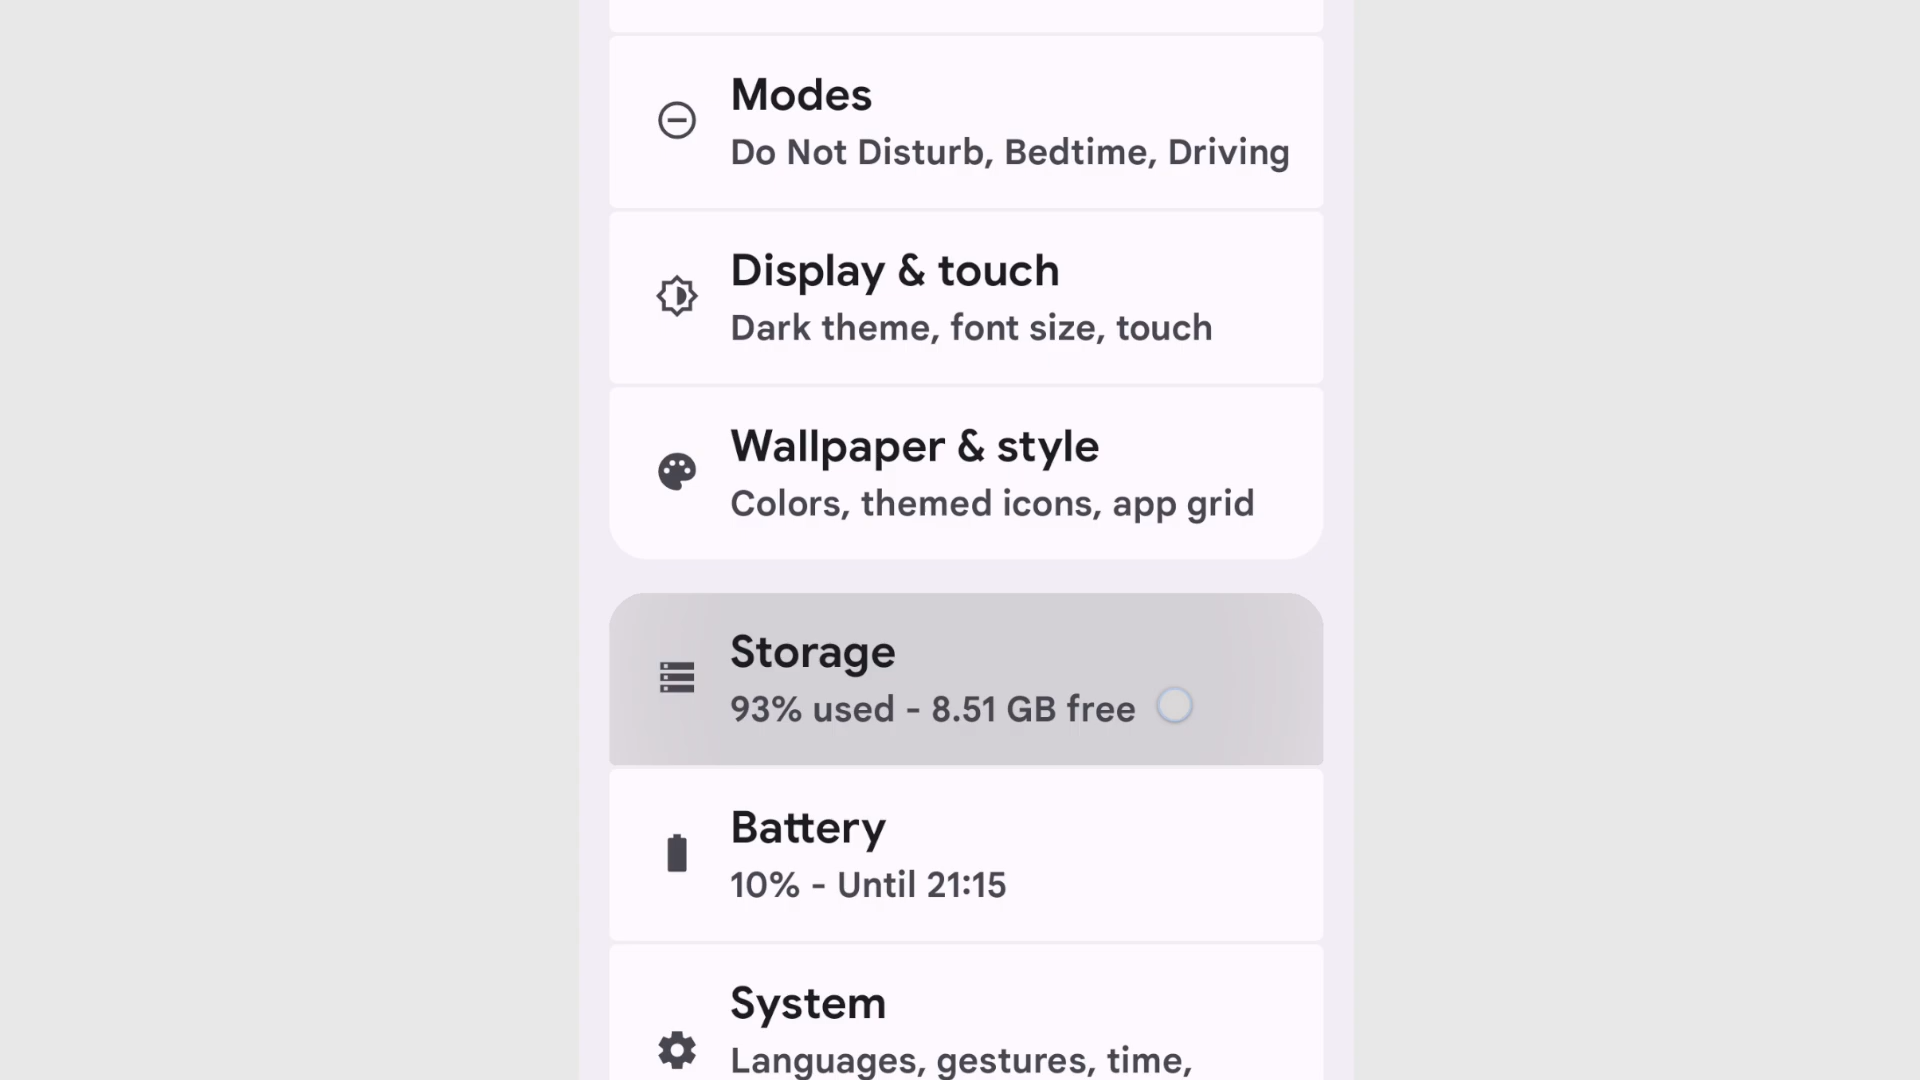 Modes
Do Not Disturb, Bedtime, Driving
Display & touch
Dark theme, font size, touch
Wallpaper & style
Colors, themed icons, app grid
Storage
93% used - 8.51 GB free
Battery
10% - Until 21:15
System
Languages, gestures, time,